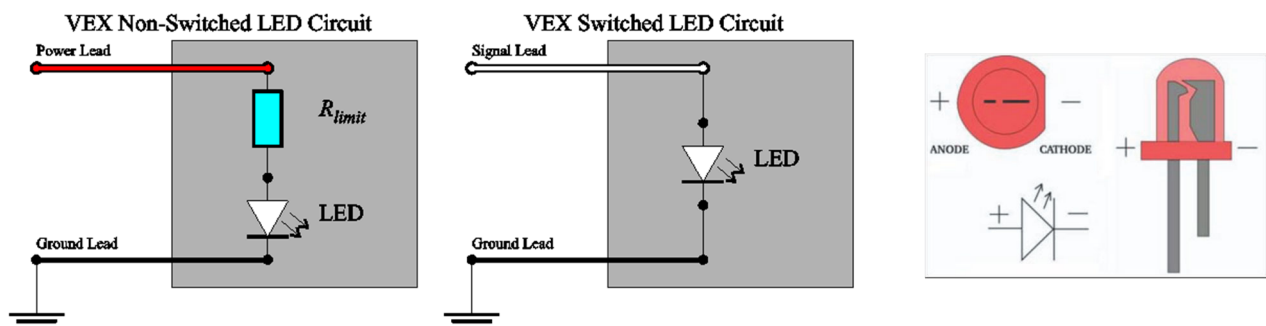 VEX Non-Switched LED Circuit
Power Lead
R_limit
LED
Ground Lead
VEX Switched LED Circuit
Signal Lead
LED
Ground Lead
+ −
ANODE CATHODE
+ −
+ −